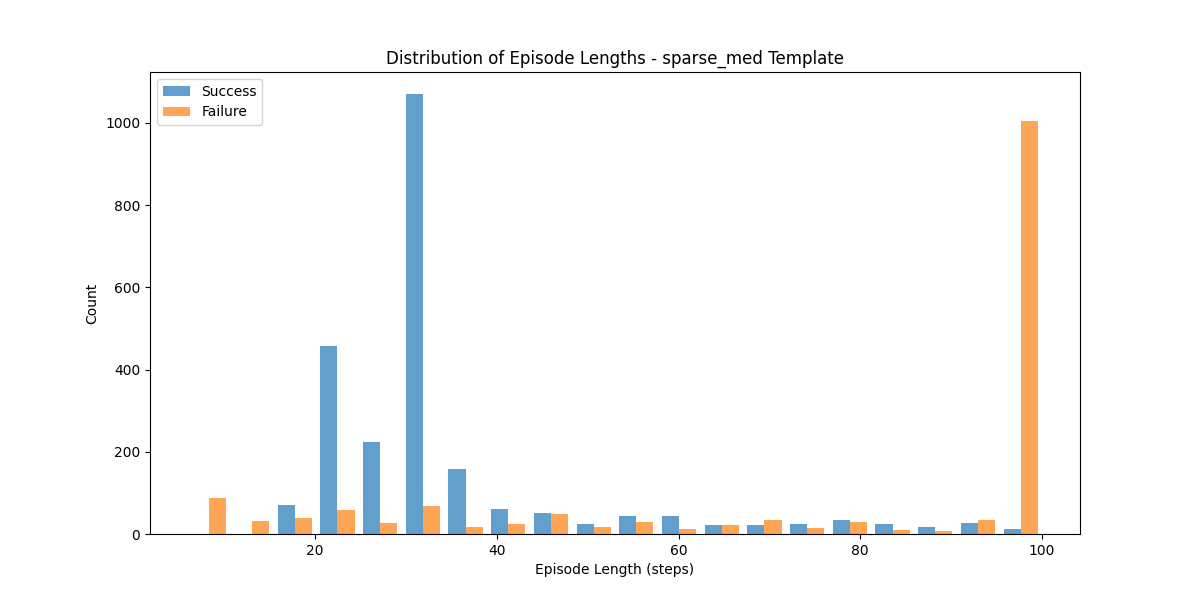 Distribution of Episode Lengths - sparse_med Template
Success
Failure
1000
800
600
400
200
0
Count
20 40 60 80 100
Episode Length (steps)